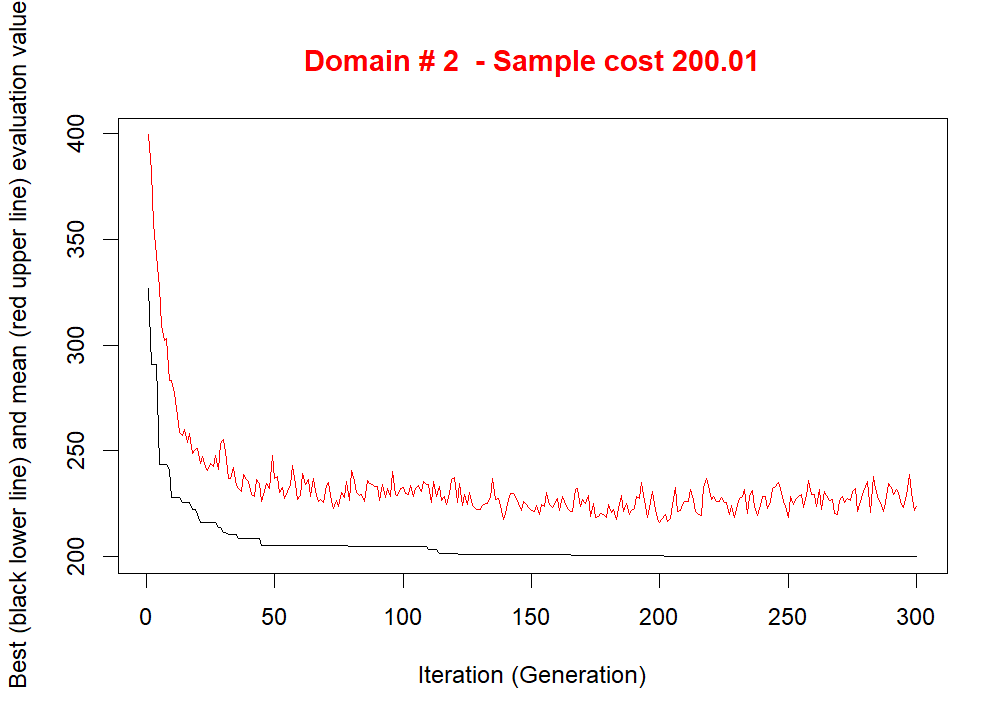 Domain # 2  - Sample cost 200.01
Best (black lower line) and mean (red upper line) evaluation value
400
350
300
250
200
0 50 100 150 200 250 300
Iteration (Generation)